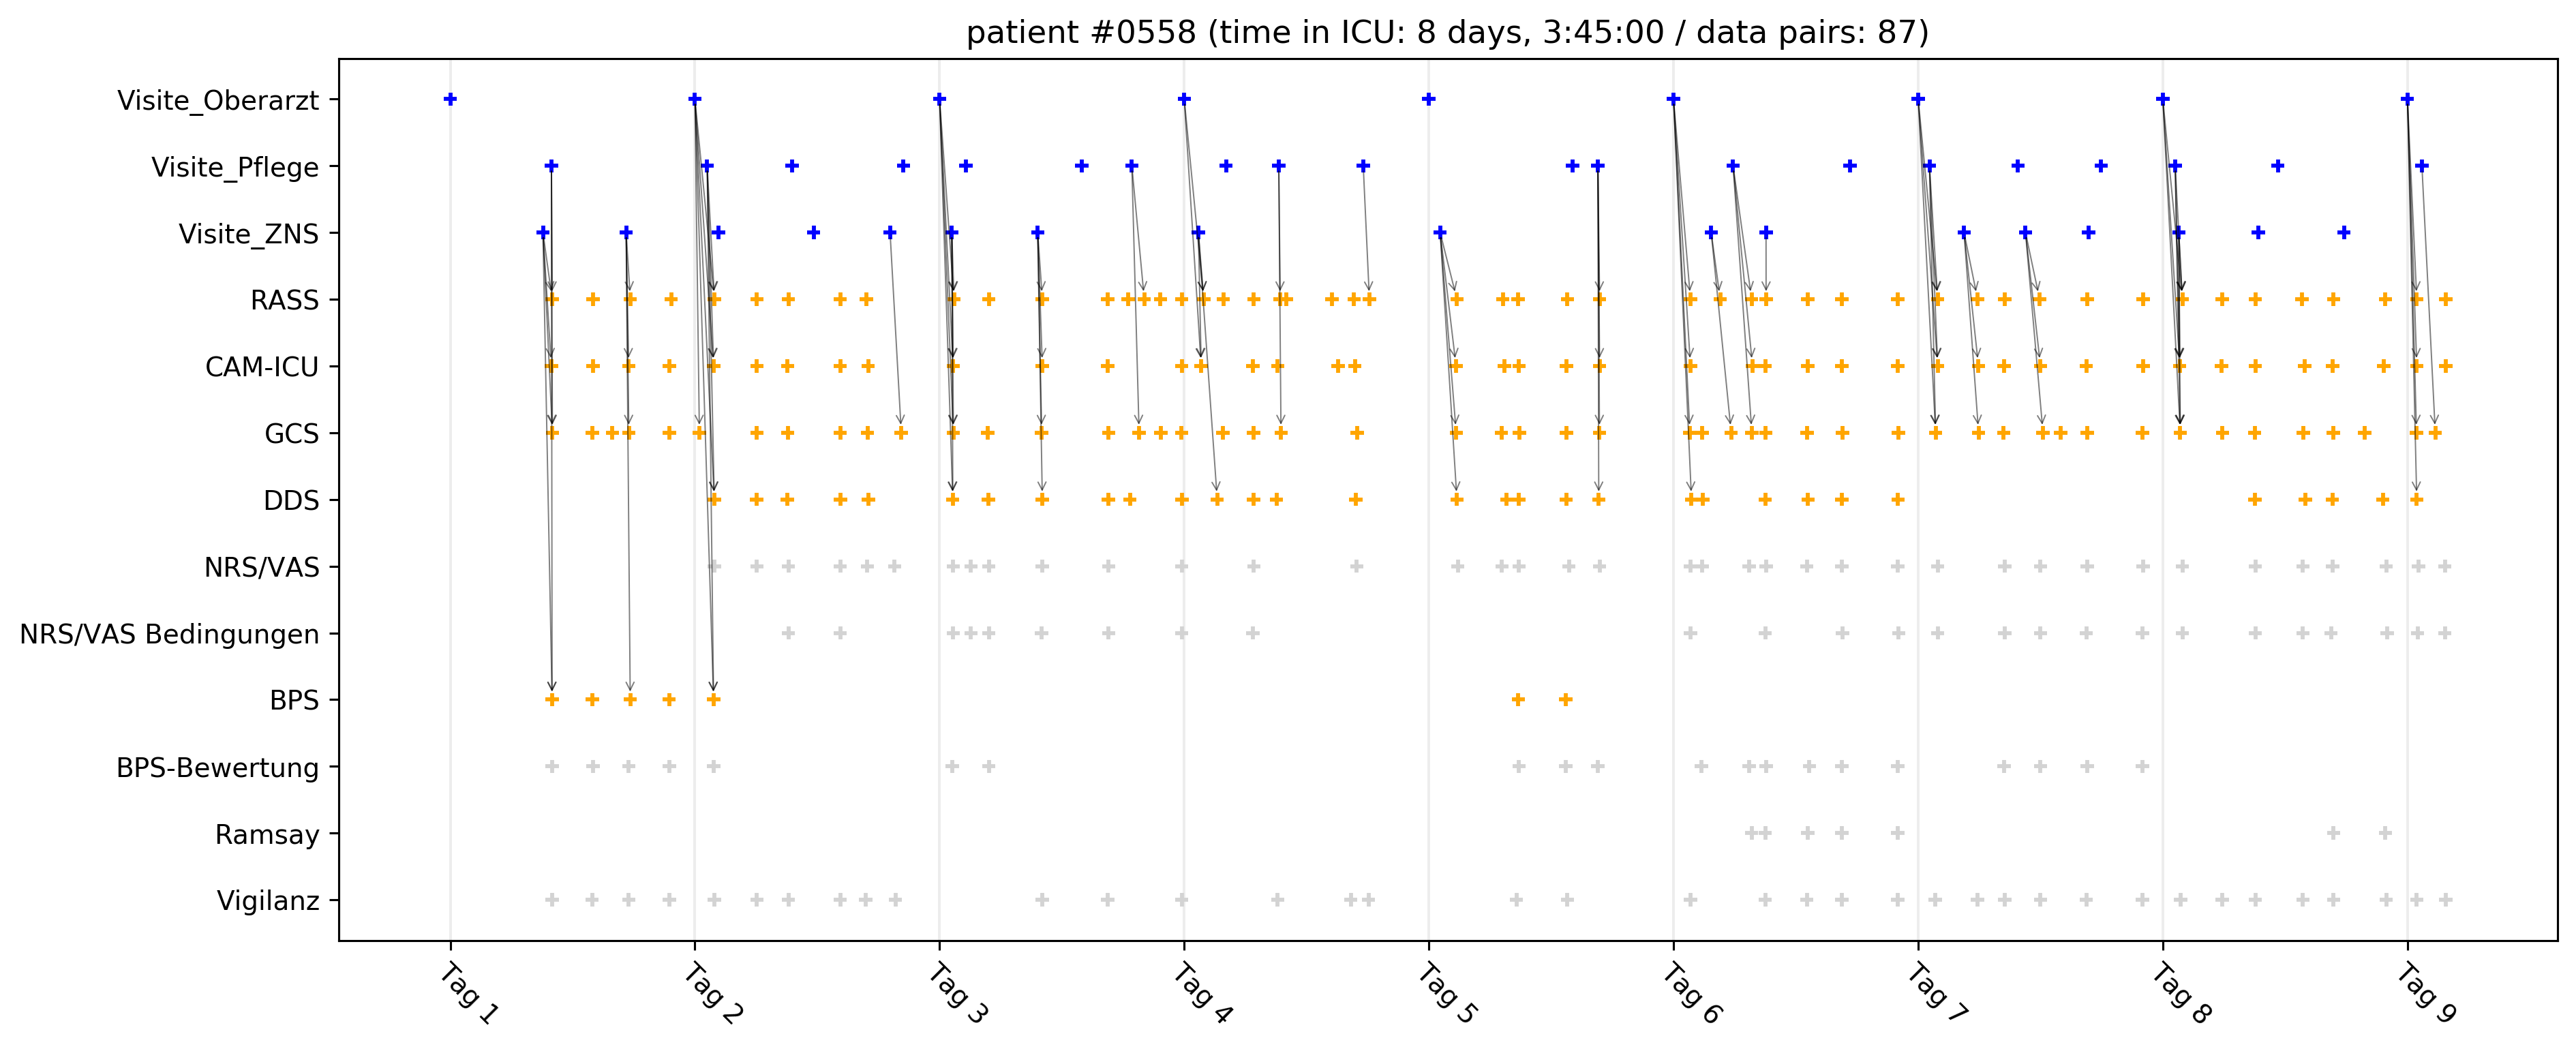 patient #0558 (time in ICU: 8 days, 3:45:00 / data pairs: 87)
Visite_Oberarzt
Visite_Pflege
Visite_ZNS
RASS
CAM-ICU
GCS
DDS
NRS/VAS
NRS/VAS Bedingungen
BPS
BPS-Bewertung
Ramsay
Vigilanz
Tag 1
Tag 2
Tag 3
Tag 4
Tag 5
Tag 6
Tag 7
Tag 8
Tag 9